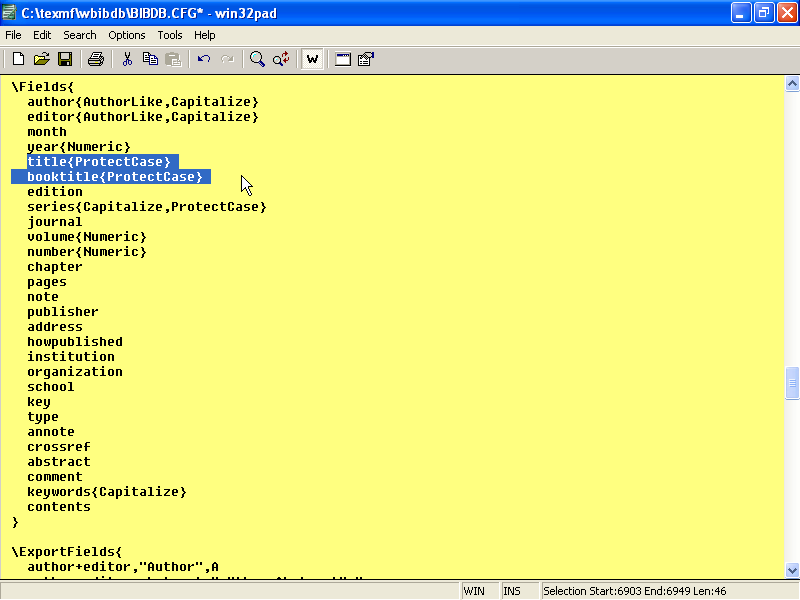 C:\texmf\wbibdb\BIBDB.CFG* - win32pad
File Edit Search Options Tools Help
W
\Fields{
author{AuthorLike,Capitalize}
editor{AuthorLike,Capitalize}
month
year{Numeric}
title{ProtectCase}
booktitle{ProtectCase}
edition
series{Capitalize,ProtectCase}
journal
volume{Numeric}
number{Numeric}
chapter
pages
note
publisher
address
howpublished
institution
organization
school
key
type
annote
crossref
abstract
comment
keywords{Capitalize}
contents
}
\ExportFields{
author+editor,"Author",A
WIN INS Selection Start:6903 End:6949 Len:46